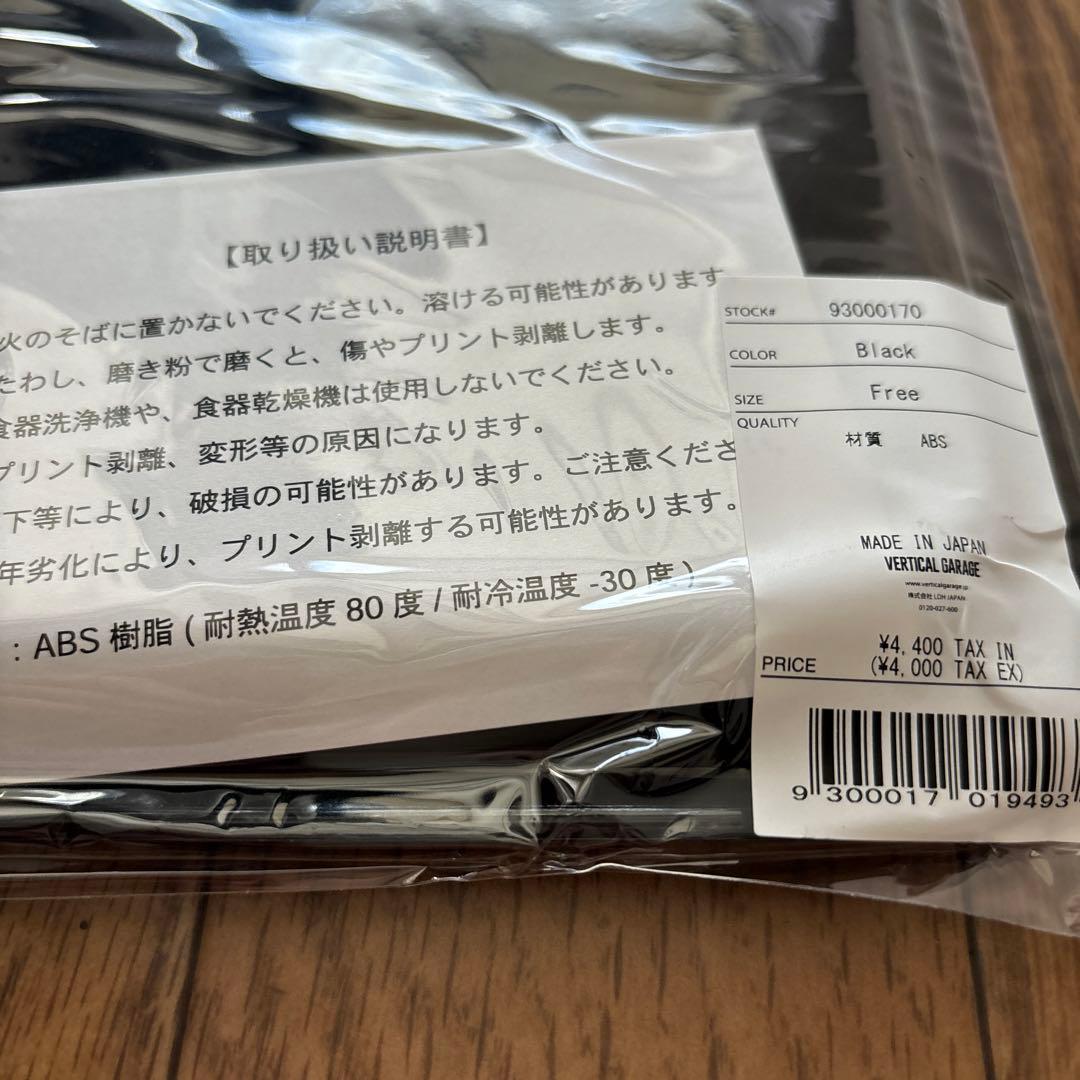 【取り扱い説明書】
火のそばに置かないでください。溶ける可能性があります
たわし、磨き粉で磨くと、傷やプリント剥離します。
食器洗浄機や、食器乾燥機は使用しないでください。
プリント剥離、変形等の原因になります。
下等により、破損の可能性があります。ご注意くださ
年劣化により、プリント剥離する可能性があります。
: ABS 樹脂 ( 耐熱温度 80 度 / 耐冷温度 -30 度 )
STOCK# 93000170
COLOR Black
SIZE Free
QUALITY
材質 ABS
MADE IN JAPAN
VERTICAL GARAGE
www.verticalgarage.jp
株式会社 LDH JAPAN
0120-027-600
¥4,400 TAX IN
PRICE (¥4,000 TAX EX)
9 300017 019493